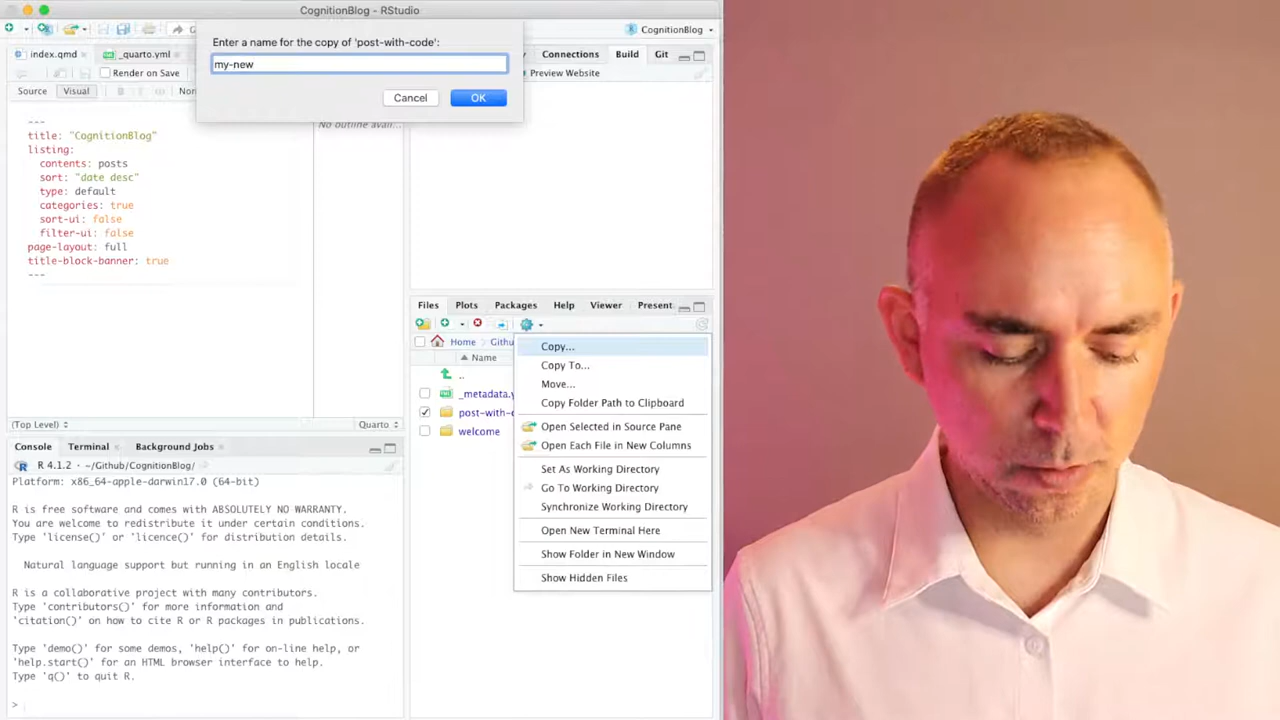 CognitionBlog - RStudio
CognitionBlog
Enter a name for the copy of 'post-with-code':
my-new
Cancel
OK
index.qmd
_quarto.yml
Render on Save
Source
Visual
---
title: "CognitionBlog"
listing:
contents: posts
sort: "date desc"
type: default
categories: true
sort-ui: false
filter-ui: false
page-layout: full
title-block-banner: true
---
(Top Level)
Quarto
Connections
Build
Git
Preview Website
Files
Plots
Packages
Help
Viewer
Present
Home
Githu
Name
..
_metadata.y
post-with-c
welcome
Copy...
Copy To...
Move...
Copy Folder Path to Clipboard
Open Selected in Source Pane
Open Each File in New Columns
Set As Working Directory
Go To Working Directory
Synchronize Working Directory
Open New Terminal Here
Show Folder in New Window
Show Hidden Files
Console
Terminal
Background Jobs
R 4.1.2 · ~/Github/CognitionBlog/
Platform: x86_64-apple-darwin17.0 (64-bit)
R is free software and comes with ABSOLUTELY NO WARRANTY.
You are welcome to redistribute it under certain conditions.
Type 'license()' or 'licence()' for distribution details.
Natural language support but running in an English locale
R is a collaborative project with many contributors.
Type 'contributors()' for more information and
'citation()' on how to cite R or R packages in publications.
Type 'demo()' for some demos, 'help()' for on-line help, or
'help.start()' for an HTML browser interface to help.
Type 'q()' to quit R.
>